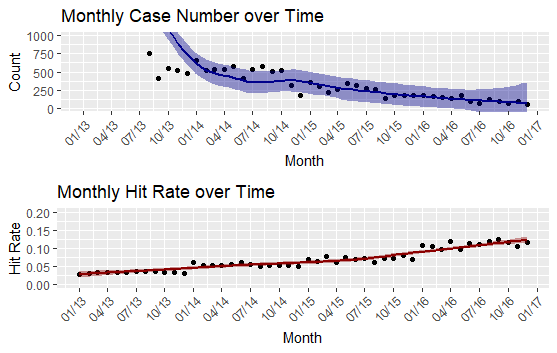 Monthly Case Number over Time
1000
750
500
250
0
Count
01/13 04/13 07/13 10/13 01/14 04/14 07/14 10/14 01/15 04/15 07/15 10/15 01/16 04/16 07/16 10/16 01/17
Month
Monthly Hit Rate over Time
0.20
0.15
0.10
0.05
0.00
Hit Rate
01/13 04/13 07/13 10/13 01/14 04/14 07/14 10/14 01/15 04/15 07/15 10/15 01/16 04/16 07/16 10/16 01/17
Month